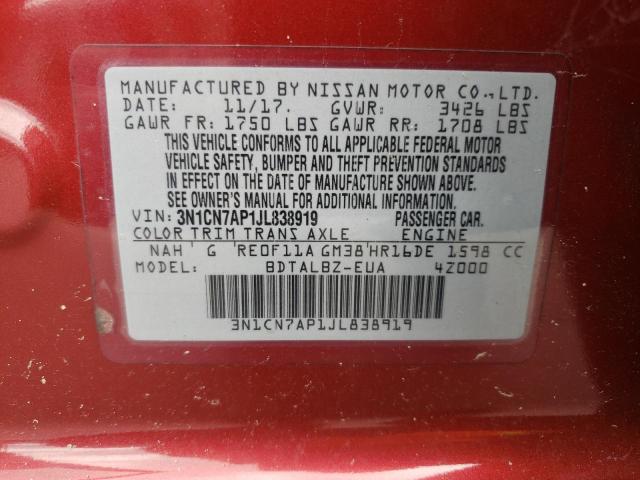 MANUFACTURED BY NISSAN MOTOR CO.,LTD.
DATE: 11/17. GVWR: 3426 LBS
GAWR FR: 1750 LBS GAWR RR: 1708 LBS
THIS VEHICLE CONFORMS TO ALL APPLICABLE FEDERAL MOTOR
VEHICLE SAFETY, BUMPER AND THEFT PREVENTION STANDARDS
IN EFFECT ON THE DATE OF MANUFACTURE SHOWN ABOVE.
SEE OWNER'S MANUAL FOR ADDITIONAL INFORMATION.
VIN: 3N1CN7AP1JL838919 PASSENGER CAR.
COLOR TRIM TRANS AXLE ENGINE
NAH G RE0F11A GM38 HR16DE 1598 CC
MODEL: BDTALBZ-EUA 4Z000
3N1CN7AP1JL838919